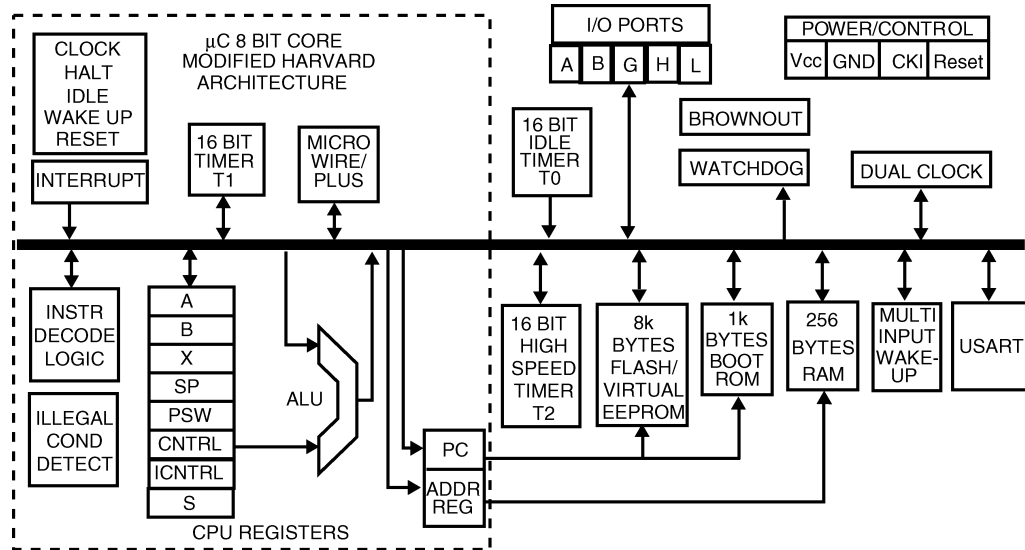 CLOCK
HALT
IDLE
WAKE UP
RESET
INTERRUPT
µC 8 BIT CORE
MODIFIED HARVARD
ARCHITECTURE
16 BIT
TIMER
T1
MICRO
WIRE/
PLUS
I/O PORTS
A B G H L
16 BIT
IDLE
TIMER
T0
POWER/CONTROL
Vcc GND CKI Reset
BROWNOUT
WATCHDOG
DUAL CLOCK
INSTR
DECODE
LOGIC
ILLEGAL
COND
DETECT
A
B
X
SP
PSW
CNTRL
ICNTRL
S
ALU
CPU REGISTERS
PC
ADDR
REG
16 BIT
HIGH
SPEED
TIMER
T2
8k
BYTES
FLASH/
VIRTUAL
EEPROM
1k
BYTES
BOOT
ROM
256
BYTES
RAM
MULTI
INPUT
WAKE-
UP
USART